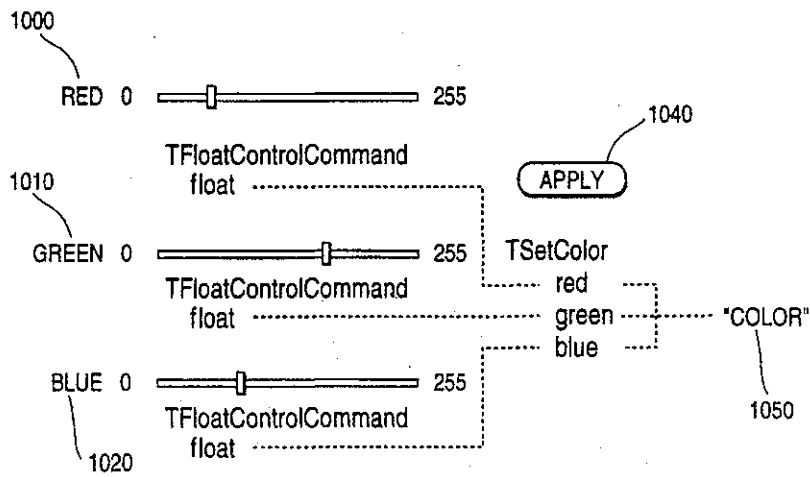 1000
RED 0 255
1040
TFloatControlCommand
float
APPLY
1010
GREEN 0 255
TSetColor
TFloatControlCommand
red
float
green
"COLOR"
blue
BLUE 0 255
1050
TFloatControlCommand
float
1020